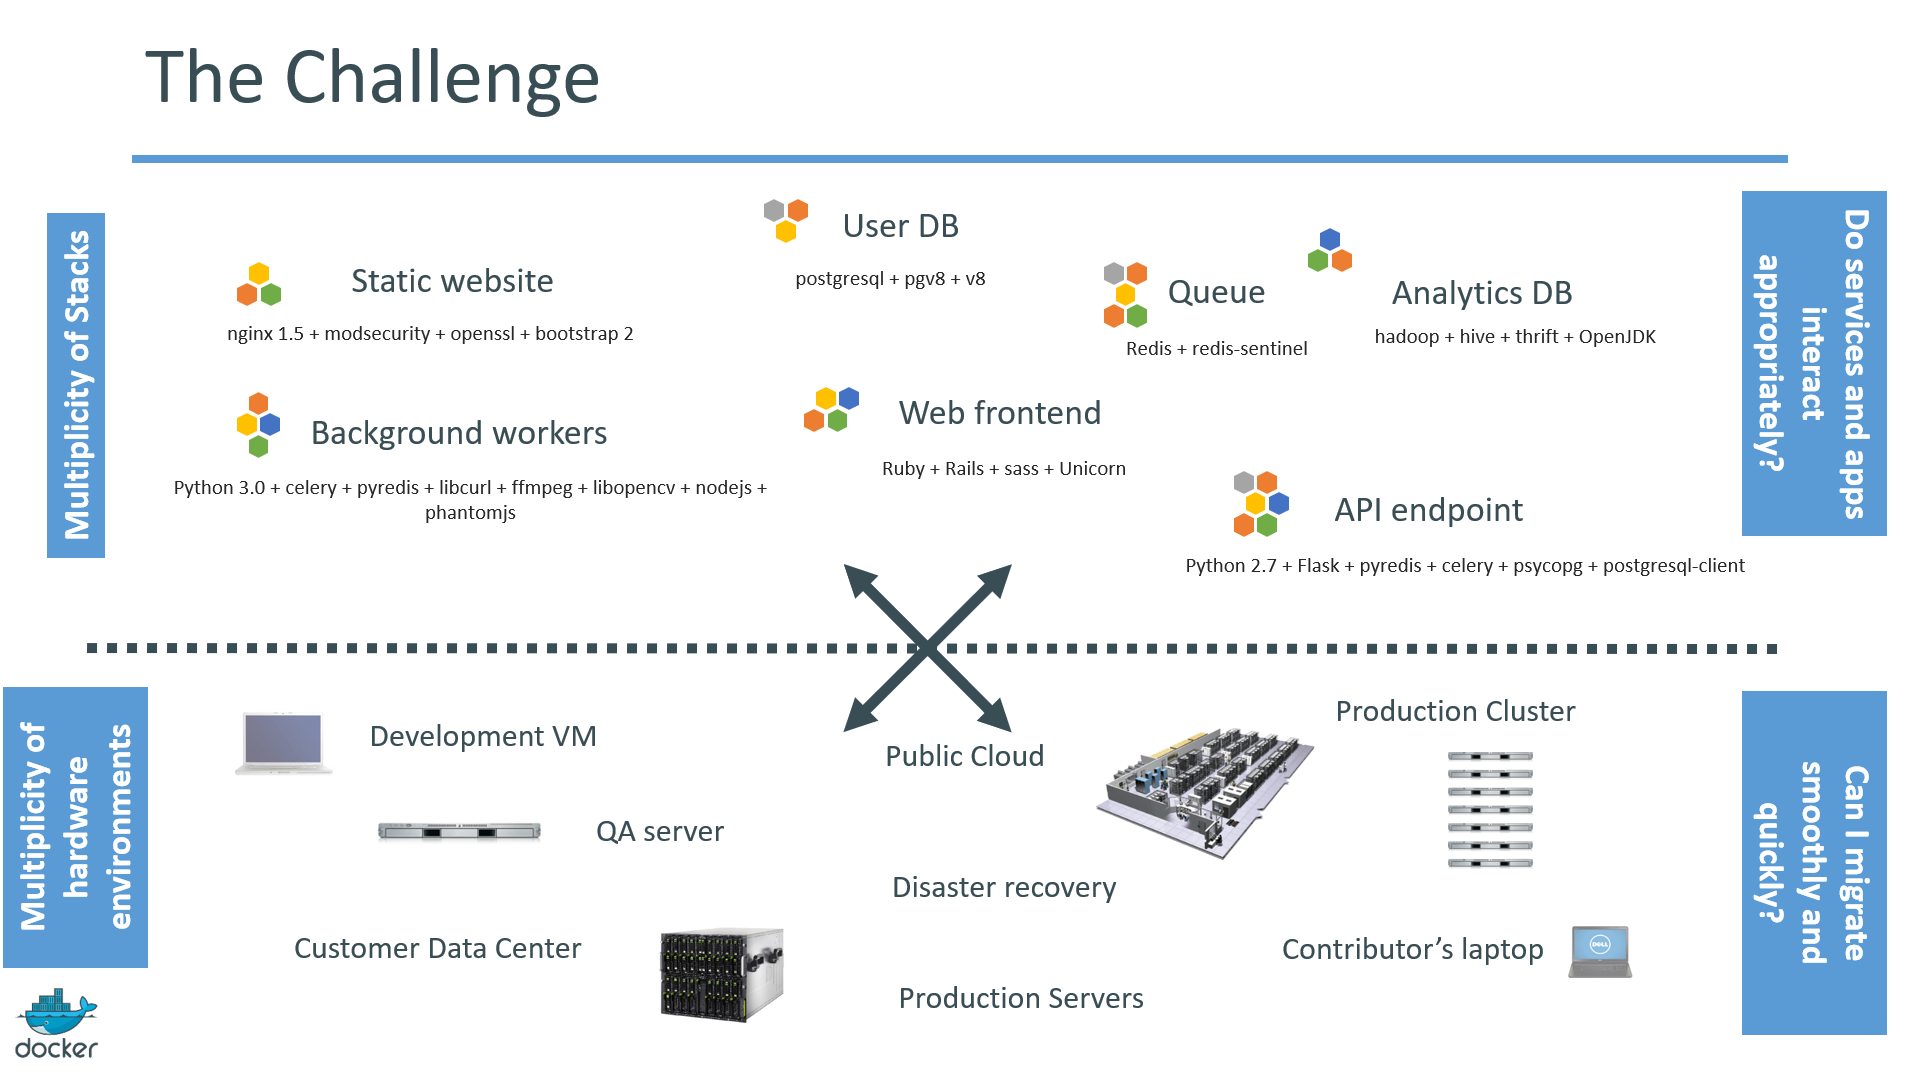 The Challenge
Multiplicity of Stacks
Static website
nginx 1.5 + modsecurity + openssl + bootstrap 2
Background workers
Python 3.0 + celery + pyredis + libcurl + ffmpeg + libopencv + nodejs +
phantomjs
User DB
postgresql + pgv8 + v8
Web frontend
Ruby + Rails + sass + Unicorn
Queue
Redis + redis-sentinel
Analytics DB
hadoop + hive + thrift + OpenJDK
API endpoint
Python 2.7 + Flask + pyredis + celery + psycopg + postgresql-client
Do services and apps
interact
appropriately?
Multiplicity of
hardware
environments
Development VM
QA server
Customer Data Center
Public Cloud
Disaster recovery
Production Servers
Production Cluster
Contributor’s laptop
DELL
Can I migrate
smoothly and
quickly?
docker